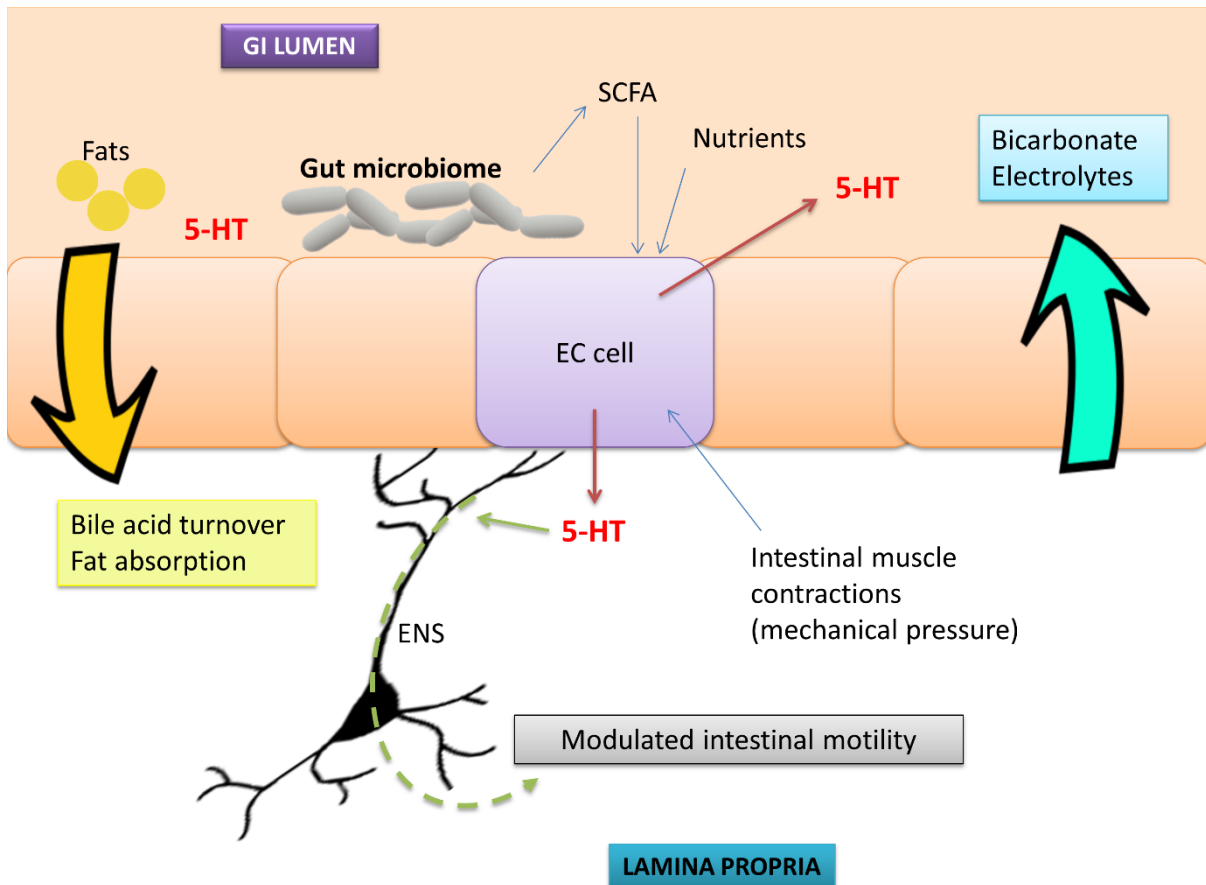 GI LUMEN
SCFA
Fats
Nutrients
Bicarbonate
Electrolytes
Gut microbiome
5-HT
5-HT
EC cell
Bile acid turnover
Fat absorption
5-HT
Intestinal muscle
contractions
(mechanical pressure)
ENS
Modulated intestinal motility
LAMINA PROPRIA